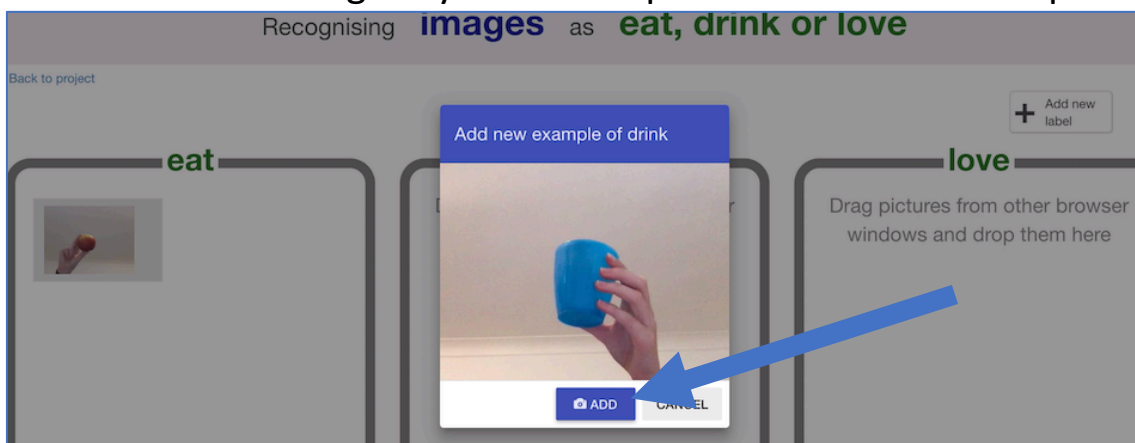 Recognising images as eat, drink or love
Back to project
Add new
label
Add new example of drink
eat
love
Drag pictures from other browser
windows and drop them here
ADD
CANCEL